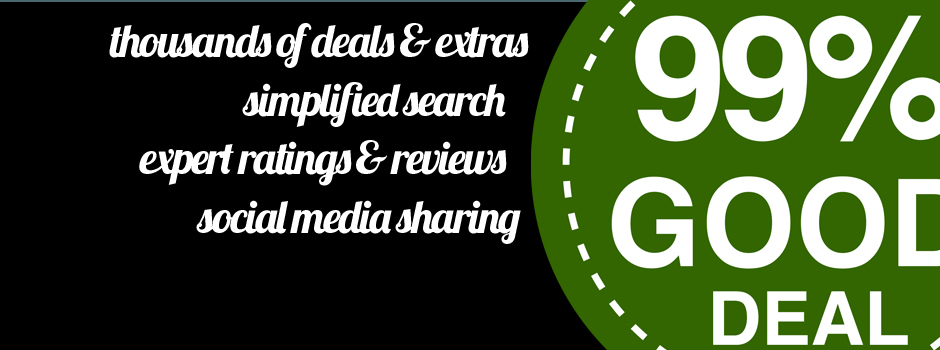 thousands of deals & extras
simplified search
expert ratings & reviews
social media sharing
99%
GOOD
DEAL